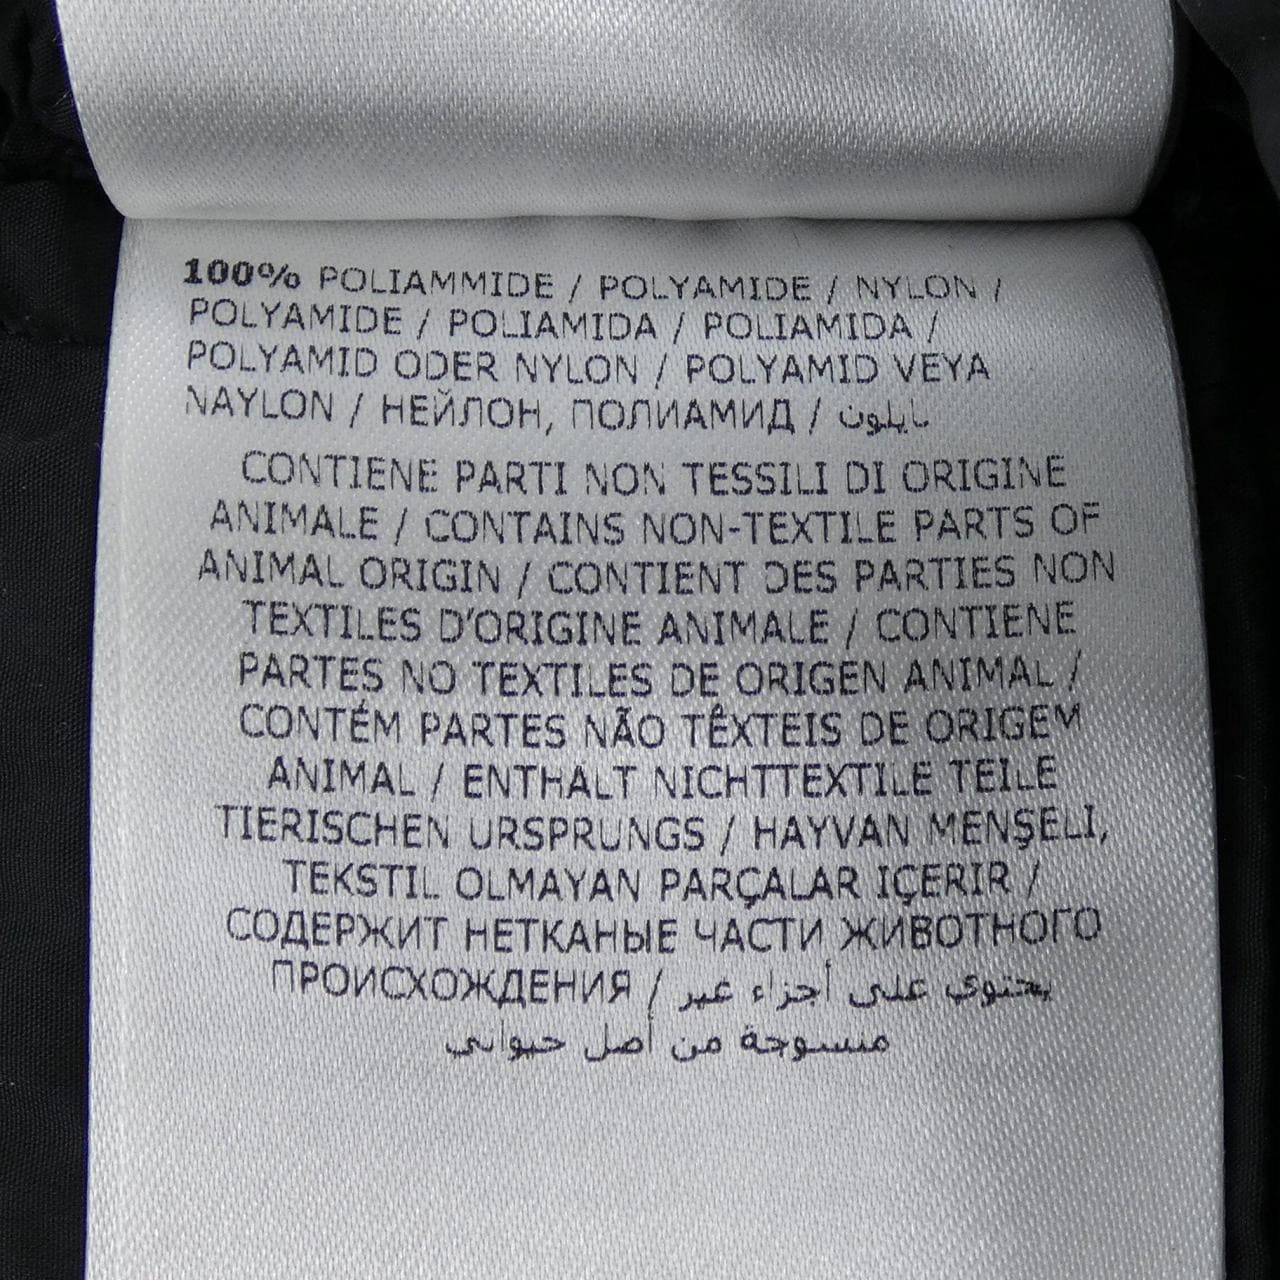 100% POLIAMMIDE / POLYAMIDE / NYLON /
POLYAMIDE / POLIAMIDA / POLIAMIDA /
POLYAMID ODER NYLON / POLYAMID VEYA
NAYLON / НЕЙЛОН, ПОЛИАМИД / نايلون
CONTIENE PARTI NON TESSILI DI ORIGINE
ANIMALE / CONTAINS NON-TEXTILE PARTS OF
ANIMAL ORIGIN / CONTIENT DES PARTIES NON
TEXTILES D'ORIGINE ANIMALE / CONTIENE
PARTES NO TEXTILES DE ORIGEN ANIMAL /
CONTÉM PARTES NÃO TÊXTEIS DE ORIGEM
ANIMAL / ENTHALT NICHTTEXTILE TEILE
TIERISCHEN URSPRUNGS / HAYVAN MENŞELI,
TEKSTIL OLMAYAN PARÇALAR IÇERIR /
СОДЕРЖИТ НЕТКАНЫЕ ЧАСТИ ЖИВОТНОГО
ПРОИСХОЖДЕНИЯ / يحتوي على أجزاء غير
منسوجة من أصل حيواني